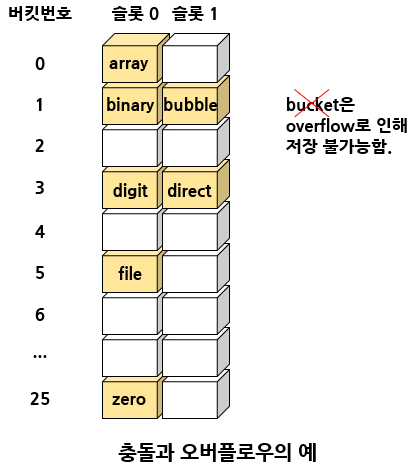 버킷번호 슬롯 0 슬롯 1
0 array
1 binary bubble
2
3 digit direct
4
5 file
6
...
25 zero
bucket은
overflow로 인해
저장 불가능함.
충돌과 오버플로우의 예